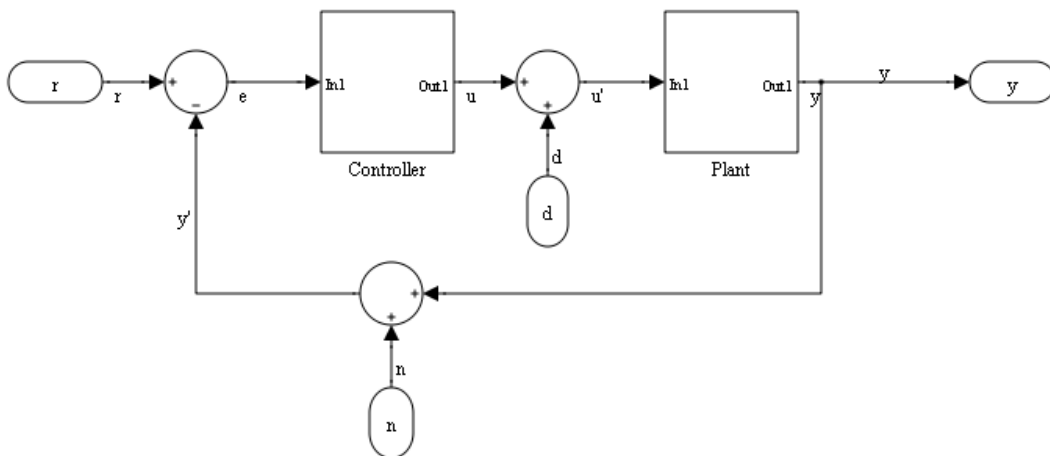 r
r
+
−
e
In1
Out1
Controller
u
+
+
d
d
u'
In1
Out1
Plant
y
y
y
y'
+
+
n
n